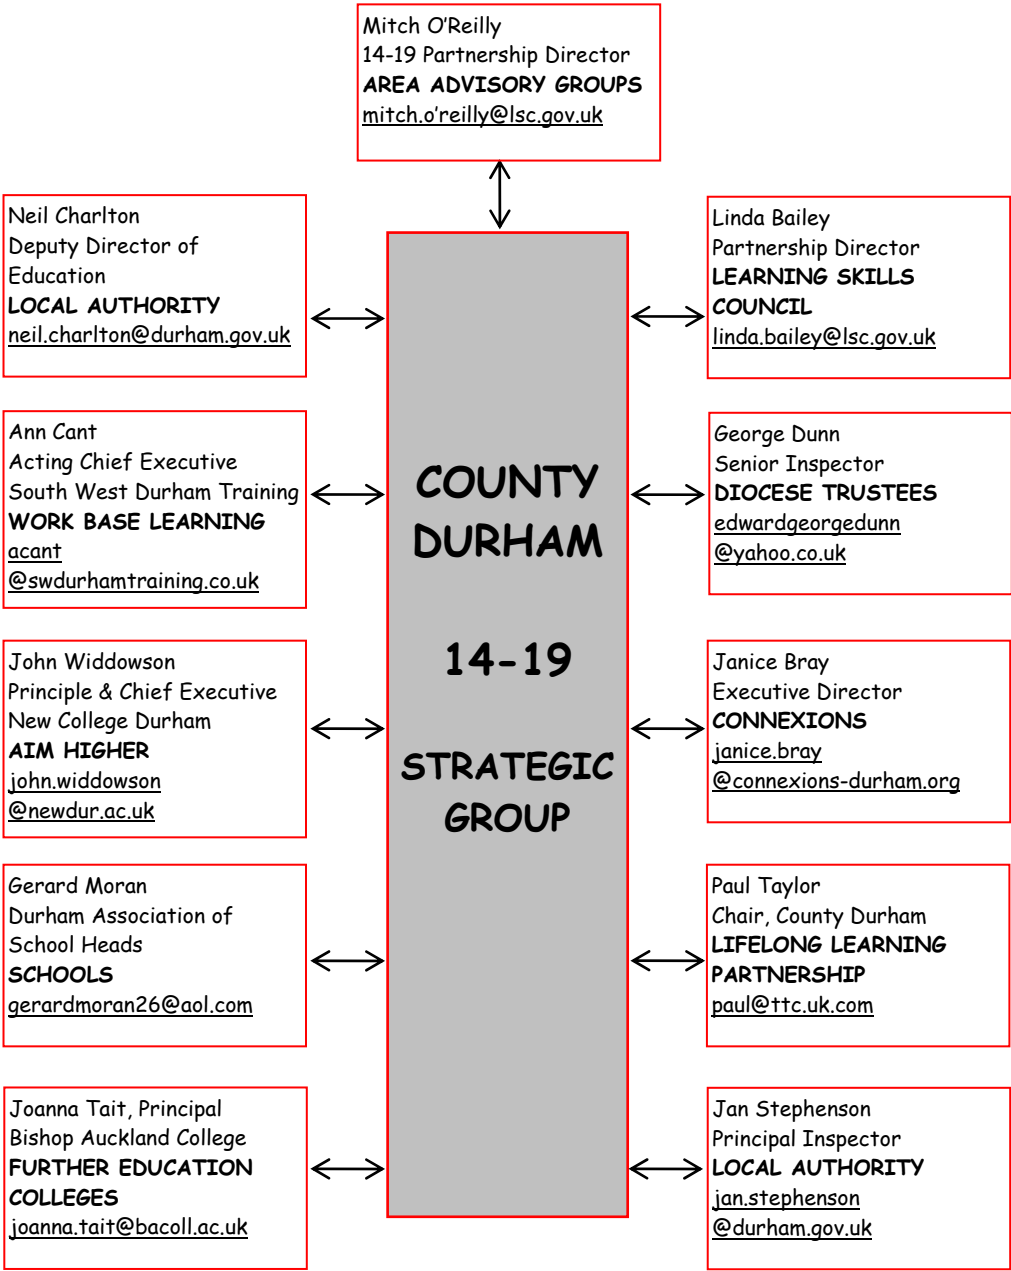 Mitch O’Reilly
14-19 Partnership Director
AREA ADVISORY GROUPS
mitch.o’reilly@lsc.gov.uk
Neil Charlton
Deputy Director of
Education
LOCAL AUTHORITY
neil.charlton@durham.gov.uk
Linda Bailey
Partnership Director
LEARNING SKILLS
COUNCIL
linda.bailey@lsc.gov.uk
Ann Cant
Acting Chief Executive
South West Durham Training
WORK BASE LEARNING
acant
@swdurhamtraining.co.uk
George Dunn
Senior Inspector
DIOCESE TRUSTEES
edwardgeorgedunn
@yahoo.co.uk
COUNTY
DURHAM
14-19
STRATEGIC
GROUP
John Widdowson
Principle & Chief Executive
New College Durham
AIM HIGHER
john.widdowson
@newdur.ac.uk
Janice Bray
Executive Director
CONNEXIONS
janice.bray
@connexions-durham.org
Gerard Moran
Durham Association of
School Heads
SCHOOLS
gerardmoran26@aol.com
Paul Taylor
Chair, County Durham
LIFELONG LEARNING
PARTNERSHIP
paul@ttc.uk.com
Joanna Tait, Principal
Bishop Auckland College
FURTHER EDUCATION
COLLEGES
joanna.tait@bacoll.ac.uk
Jan Stephenson
Principal Inspector
LOCAL AUTHORITY
jan.stephenson
@durham.gov.uk